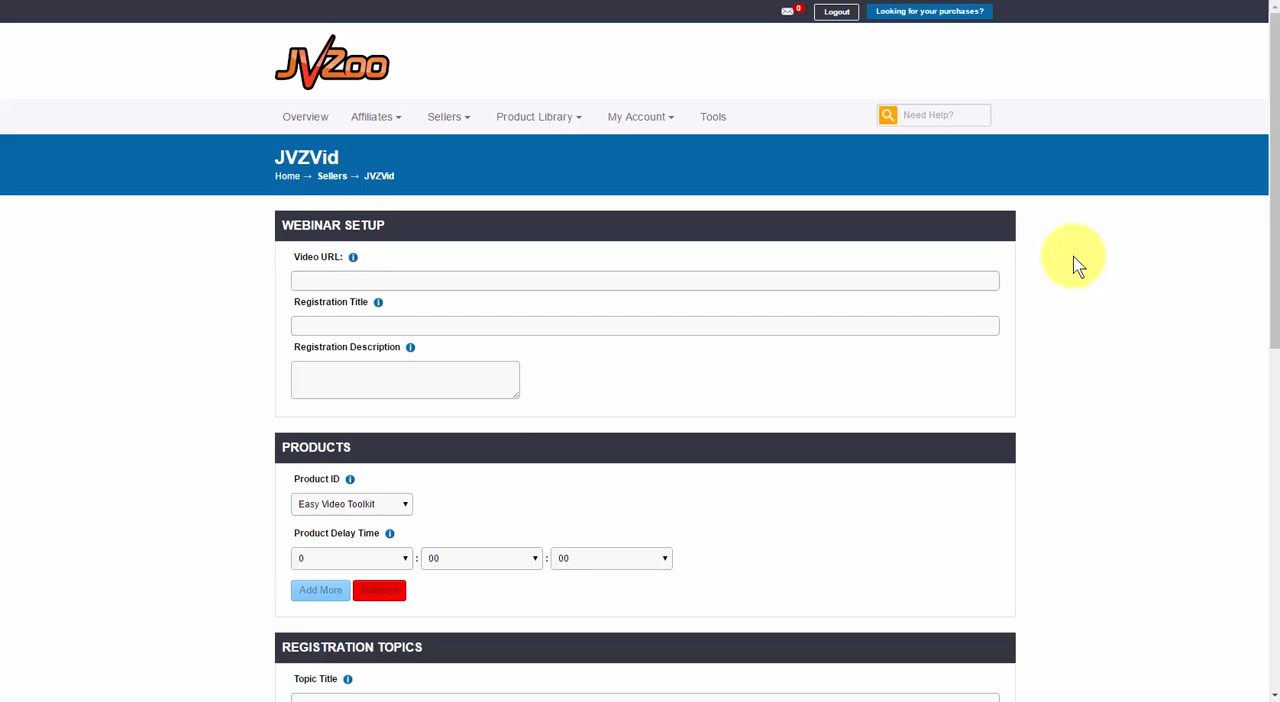 0 Logout Looking for your purchases?
JVZoo
Overview Affiliates Sellers Product Library My Account Tools Need Help?
JVZVid
Home → Sellers → JVZVid
WEBINAR SETUP
Video URL:
Registration Title
Registration Description
PRODUCTS
Product ID
Easy Video Toolkit
Product Delay Time
0 : 00 : 00
Add More Remove
REGISTRATION TOPICS
Topic Title